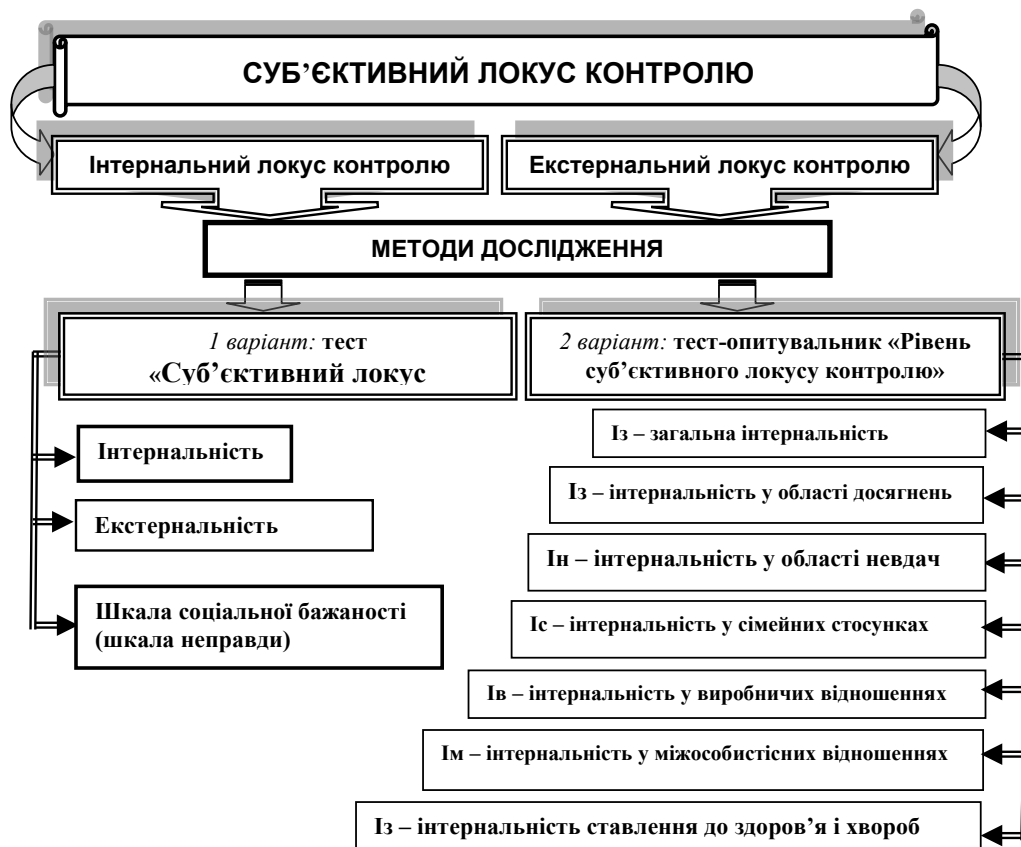 СУБ’ЄКТИВНИЙ ЛОКУС КОНТРОЛЮ
Інтернальний локус контролю
Екстернальний локус контролю
МЕТОДИ ДОСЛІДЖЕННЯ
1 варіант: тест
«Суб’єктивний локус
2 варіант: тест-опитувальник «Рівень
суб’єктивного локусу контролю»
Інтернальність
Екстернальність
Шкала соціальної бажаності
(шкала неправди)
Із – загальна інтернальність
Із – інтернальність у області досягнень
Ін – інтернальність у області невдач
Іс – інтернальність у сімейних стосунках
Ів – інтернальність у виробничих відношеннях
Ім – інтернальність у міжособистісних відношеннях
Із – інтернальність ставлення до здоров’я і хвороб